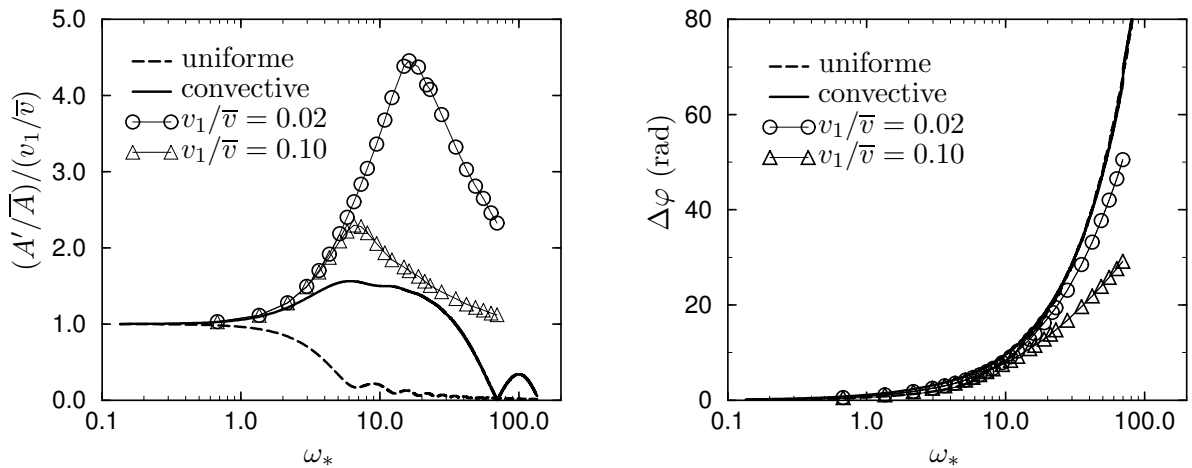 5.0
4.0
3.0
2.0
1.0
0.0
(A′/A̅)/(v₁/v̅)
uniforme
convective
v₁/v̅ = 0.02
v₁/v̅ = 0.10
0.1 1.0 10.0 100.0
ω*
80
60
40
20
0
Δφ (rad)
uniforme
convective
v₁/v̅ = 0.02
v₁/v̅ = 0.10
0.1 1.0 10.0 100.0
ω*